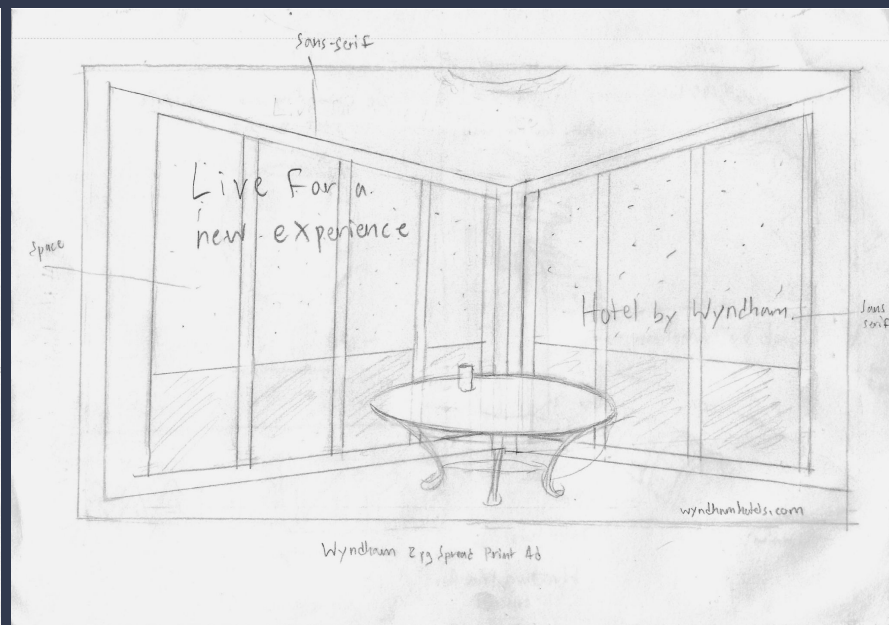 Sans-serif
Live For a
new experience
Space
Hotel by Wyndham
Sans
serif
wyndhamhotels.com
Wyndham 2 pg Spread Print Ad